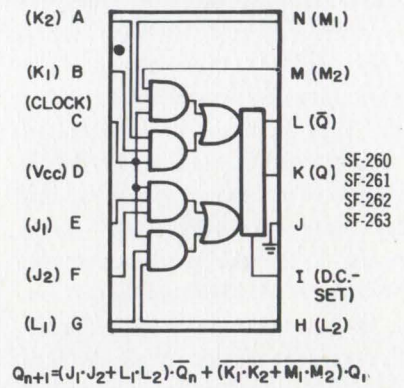 (K2) A
(K1) B
(CLOCK)
C
(VCC) D
(J1) E
(J2) F
(L1) G
N (M1)
M (M2)
L (Q̅)
K (Q)
J
I (D.C.-
SET)
H (L2)
SF-260
SF-261
SF-262
SF-263
Qn+1=(J1·J2+L1·L2)·Q̅n + (K1·K2+M1·M2)·Q